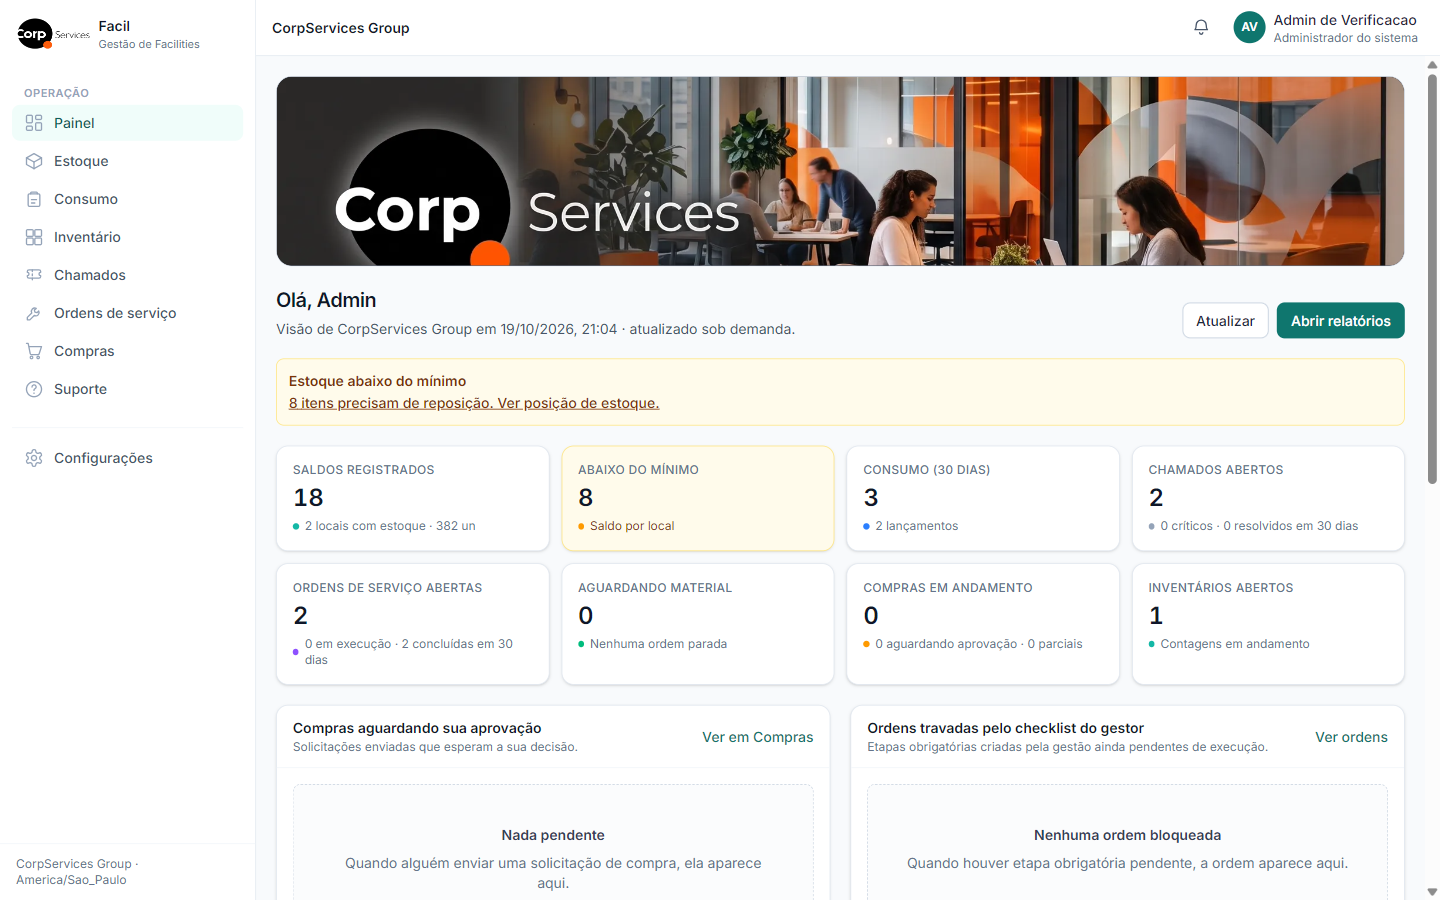 Corp Services
Facil
Gestão de Facilities
OPERAÇÃO
Painel
Estoque
Consumo
Inventário
Chamados
Ordens de serviço
Compras
Suporte
Configurações
CorpServices Group ·
America/Sao_Paulo
CorpServices Group
AV
Admin de Verificacao
Administrador do sistema
Corp Services
Olá, Admin
Visão de CorpServices Group em 19/10/2026, 21:04 · atualizado sob demanda.
Atualizar
Abrir relatórios
Estoque abaixo do mínimo
8 itens precisam de reposição. Ver posição de estoque.
SALDOS REGISTRADOS
18
2 locais com estoque · 382 un
ABAIXO DO MÍNIMO
8
Saldo por local
CONSUMO (30 DIAS)
3
2 lançamentos
CHAMADOS ABERTOS
2
0 críticos · 0 resolvidos em 30 dias
ORDENS DE SERVIÇO ABERTAS
2
0 em execução · 2 concluídas em 30
dias
AGUARDANDO MATERIAL
0
Nenhuma ordem parada
COMPRAS EM ANDAMENTO
0
0 aguardando aprovação · 0 parciais
INVENTÁRIOS ABERTOS
1
Contagens em andamento
Compras aguardando sua aprovação
Solicitações enviadas que esperam a sua decisão.
Ver em Compras
Nada pendente
Quando alguém enviar uma solicitação de compra, ela aparece
aqui.
Ordens travadas pelo checklist do gestor
Etapas obrigatórias criadas pela gestão ainda pendentes de execução.
Ver ordens
Nenhuma ordem bloqueada
Quando houver etapa obrigatória pendente, a ordem aparece aqui.